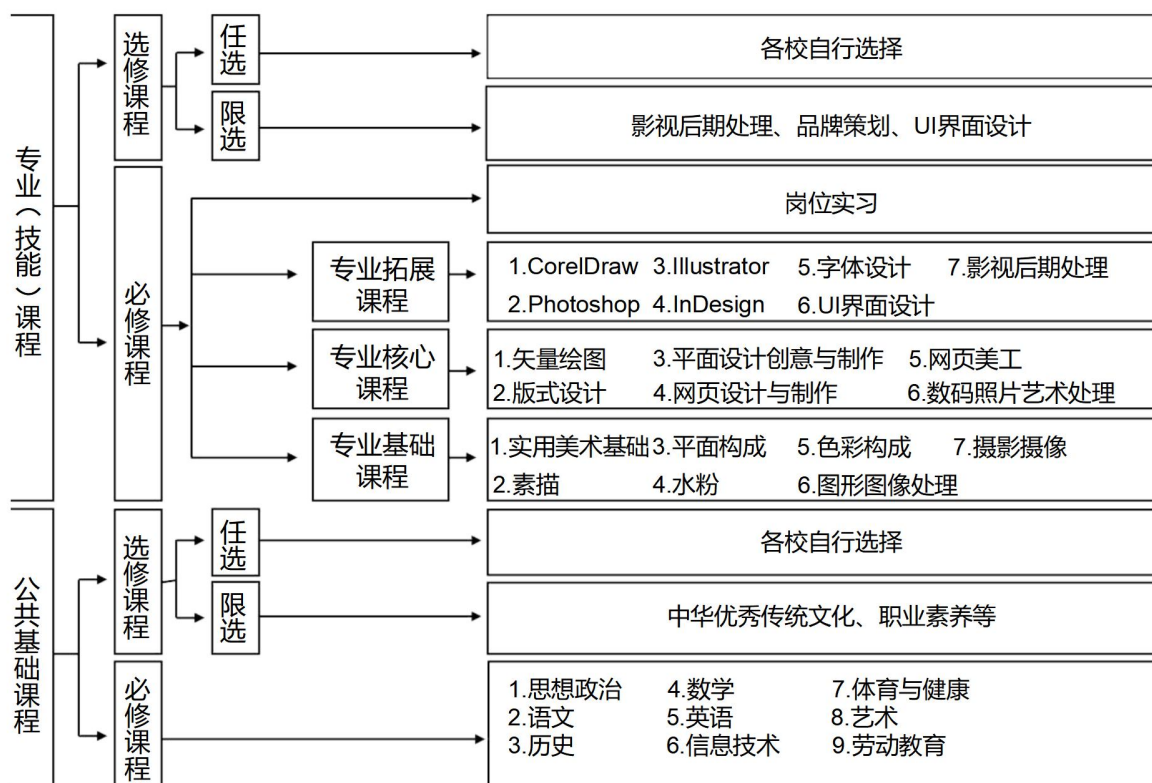 专业（技能）课程
选修课程
任选
各校自行选择
限选
影视后期处理、品牌策划、UI界面设计
必修课程
岗位实习
专业拓展
课程
1.CorelDraw 3.Illustrator 5.字体设计 7.影视后期处理
2.Photoshop 4.InDesign 6.UI界面设计
专业核心
课程
1.矢量绘图 3.平面设计创意与制作 5.网页美工
2.版式设计 4.网页设计与制作 6.数码照片艺术处理
专业基础
课程
1.实用美术基础 3.平面构成 5.色彩构成 7.摄影摄像
2.素描 4.水粉 6.图形图像处理
公共基础课程
选修课程
任选
各校自行选择
限选
中华优秀传统文化、职业素养等
必修课程
1.思想政治 4.数学 7.体育与健康
2.语文 5.英语 8.艺术
3.历史 6.信息技术 9.劳动教育